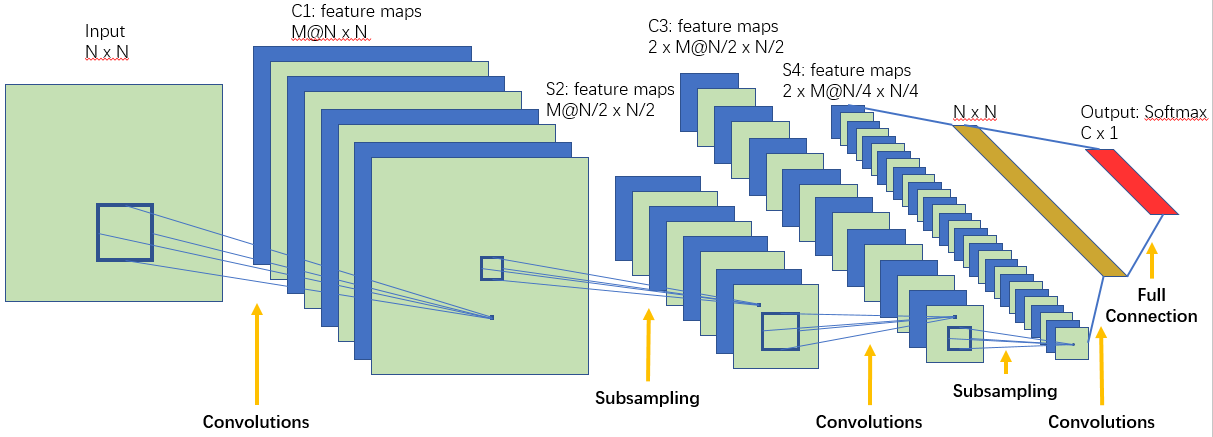 Input
N x N
C1: feature maps
M@N x N
S2: feature maps
M@N/2 x N/2
C3: feature maps
2 x M@N/2 x N/2
S4: feature maps
2 x M@N/4 x N/4
N x N
Output: Softmax
C x 1
Convolutions
Subsampling
Convolutions
Subsampling
Convolutions
Full
Connection